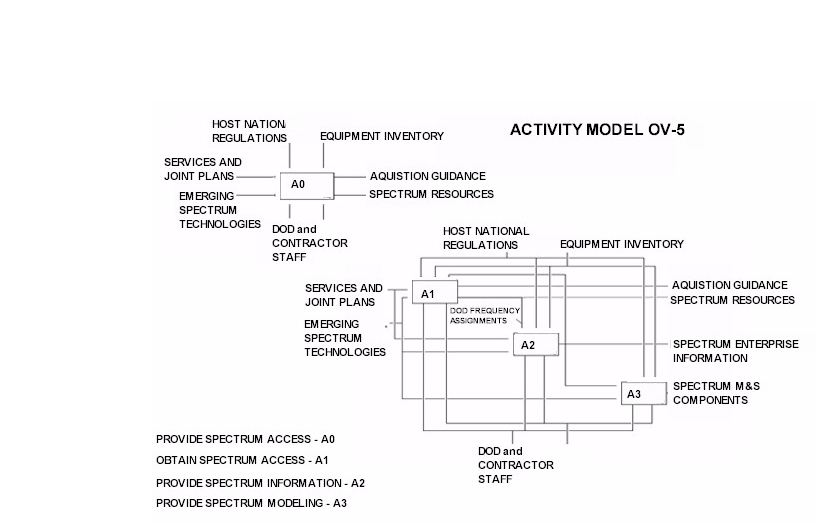 ACTIVITY MODEL OV-5
HOST NATION
REGULATIONS
EQUIPMENT INVENTORY
SERVICES AND
JOINT PLANS
A0
AQUISTION GUIDANCE
SPECTRUM RESOURCES
EMERGING
SPECTRUM
TECHNOLOGIES
DOD and
CONTRACTOR
STAFF
HOST NATIONAL
REGULATIONS
EQUIPMENT INVENTORY
SERVICES AND
JOINT PLANS
A1
AQUISTION GUIDANCE
SPECTRUM RESOURCES
DOD FREQUENCY
ASSIGNMENTS
EMERGING
SPECTRUM
TECHNOLOGIES
A2
SPECTRUM ENTERPRISE
INFORMATION
A3
SPECTRUM M&S
COMPONENTS
DOD and
CONTRACTOR
STAFF
PROVIDE SPECTRUM ACCESS - A0
OBTAIN SPECTRUM ACCESS - A1
PROVIDE SPECTRUM INFORMATION - A2
PROVIDE SPECTRUM MODELING - A3